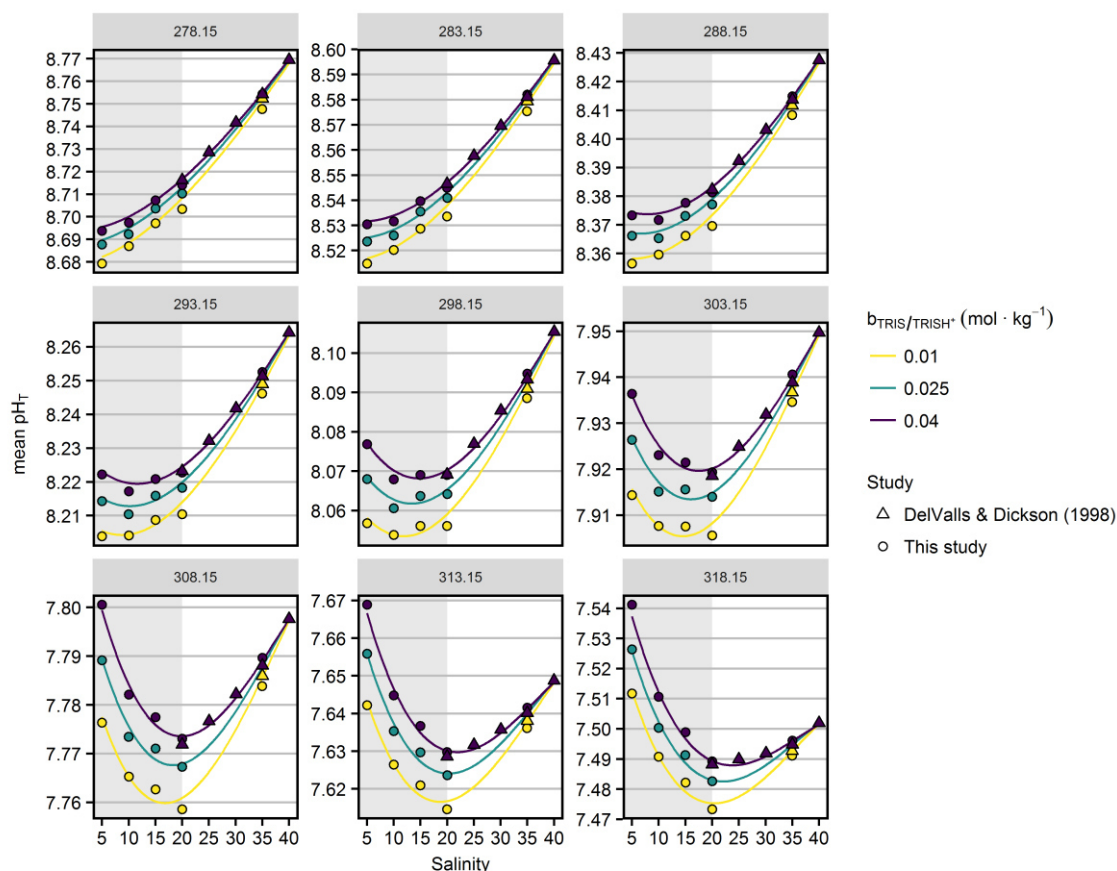 278.15 283.15 288.15
8.77 8.60 8.43
8.76 8.59 8.42
8.75 8.58 8.41
8.74 8.57 8.40
8.73 8.56 8.39
8.72 8.55 8.38
8.71 8.54 8.37
8.70 8.53 8.36
8.69 8.52
8.68
293.15 298.15 303.15
8.26 8.10 7.95
8.25 8.09 7.94
8.24 8.08 7.93
8.23 8.07 7.92
8.22 8.06 7.91
8.21
308.15 313.15 318.15
7.80 7.67 7.54
7.79 7.66 7.53
7.78 7.65 7.52
7.77 7.64 7.51
7.76 7.63 7.50
7.62 7.49
7.48
7.47
5 10 15 20 25 30 35 40 5 10 15 20 25 30 35 40 5 10 15 20 25 30 35 40
Salinity
mean pH_T
b_TRIS/TRISH⁺ (mol · kg⁻¹)
0.01
0.025
0.04
Study
DelValls & Dickson (1998)
This study